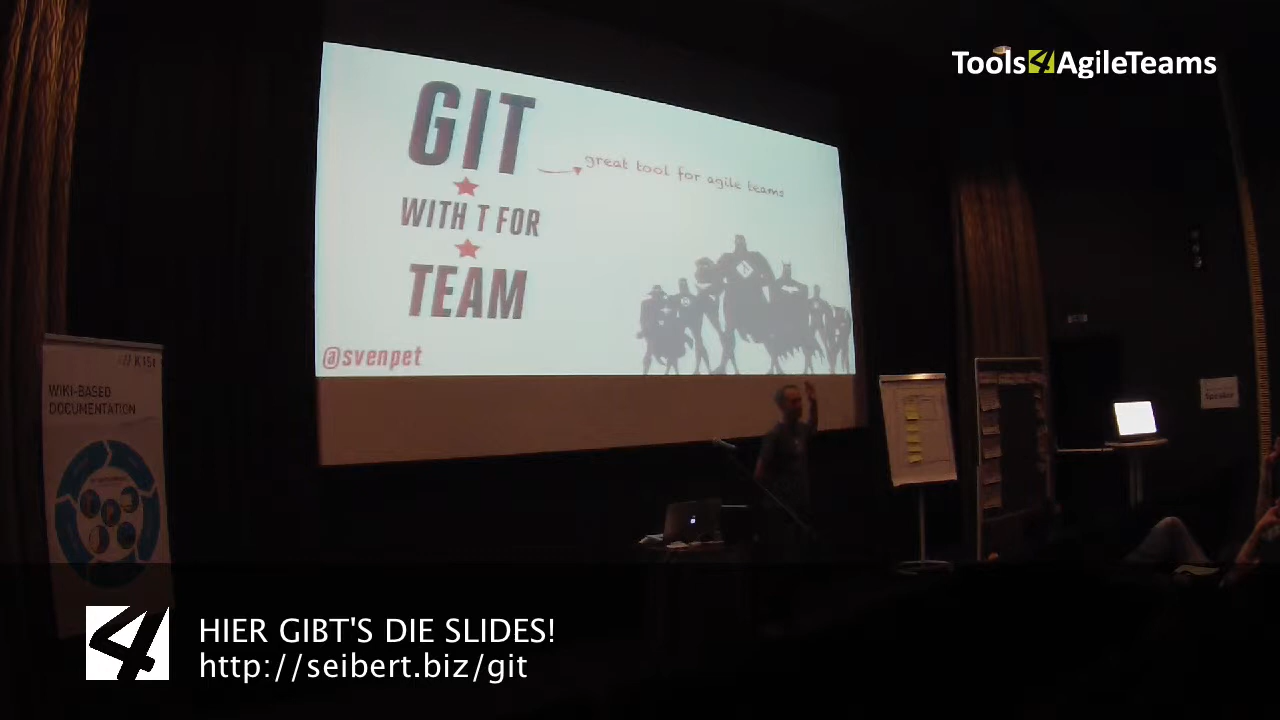 Tools4AgileTeams
GIT
great tool for agile teams
WITH T FOR
TEAM
@svenpet
/// K15t
WIKI-BASED
DOCUMENTATION
HIER GIBT'S DIE SLIDES!
http://seibert.biz/git